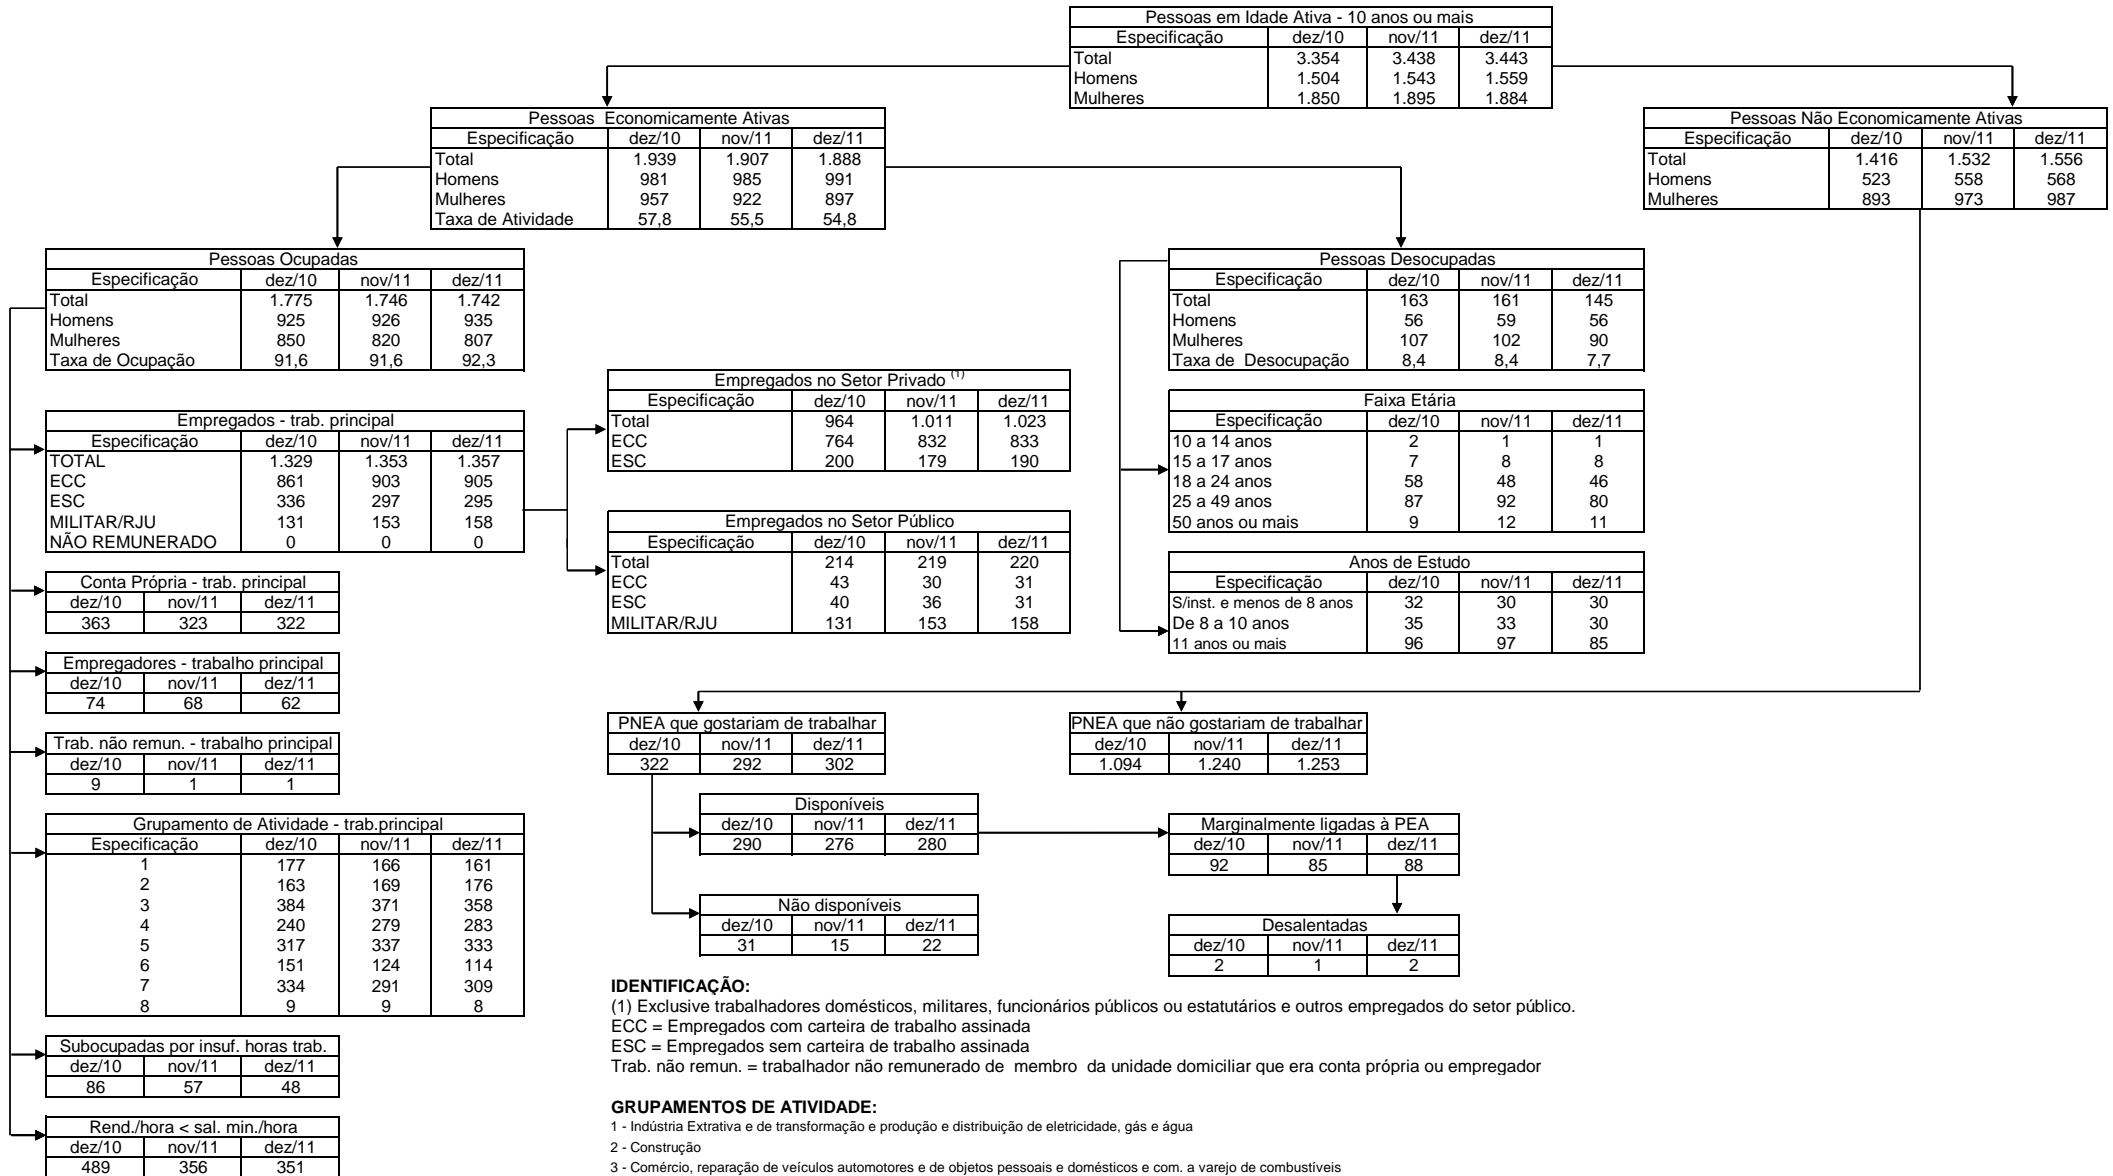 Pessoas em Idade Ativa - 10 anos ou mais
Especificação dez/10 nov/11 dez/11
Total 3.354 3.438 3.443
Homens 1.504 1.543 1.559
Mulheres 1.850 1.895 1.884
Pessoas Economicamente Ativas
Especificação dez/10 nov/11 dez/11
Total 1.939 1.907 1.888
Homens 981 985 991
Mulheres 957 922 897
Taxa de Atividade 57,8 55,5 54,8
Pessoas Não Economicamente Ativas
Especificação dez/10 nov/11 dez/11
Total 1.416 1.532 1.556
Homens 523 558 568
Mulheres 893 973 987
Pessoas Ocupadas
Especificação dez/10 nov/11 dez/11
Total 1.775 1.746 1.742
Homens 925 926 935
Mulheres 850 820 807
Taxa de Ocupação 91,6 91,6 92,3
Pessoas Desocupadas
Especificação dez/10 nov/11 dez/11
Total 163 161 145
Homens 56 59 56
Mulheres 107 102 90
Taxa de Desocupação 8,4 8,4 7,7
Empregados - trab. principal
Especificação dez/10 nov/11 dez/11
TOTAL 1.329 1.353 1.357
ECC 861 903 905
ESC 336 297 295
MILITAR/RJU 131 153 158
NÃO REMUNERADO 0 0 0
Empregados no Setor Privado (1)
Especificação dez/10 nov/11 dez/11
Total 964 1.011 1.023
ECC 764 832 833
ESC 200 179 190
Empregados no Setor Público
Especificação dez/10 nov/11 dez/11
Total 214 219 220
ECC 43 30 31
ESC 40 36 31
MILITAR/RJU 131 153 158
Faixa Etária
Especificação dez/10 nov/11 dez/11
10 a 14 anos 2 1 1
15 a 17 anos 7 8 8
18 a 24 anos 58 48 46
25 a 49 anos 87 92 80
50 anos ou mais 9 12 11
Anos de Estudo
Especificação dez/10 nov/11 dez/11
S/inst. e menos de 8 anos 32 30 30
De 8 a 10 anos 35 33 30
11 anos ou mais 96 97 85
Conta Própria - trab. principal
dez/10 nov/11 dez/11
363 323 322
Empregadores - trabalho principal
dez/10 nov/11 dez/11
74 68 62
Trab. não remun. - trabalho principal
dez/10 nov/11 dez/11
9 1 1
Grupamento de Atividade - trab.principal
Especificação dez/10 nov/11 dez/11
1 177 166 161
2 163 169 176
3 384 371 358
4 240 279 283
5 317 337 333
6 151 124 114
7 334 291 309
8 9 9 8
Subocupadas por insuf. horas trab.
dez/10 nov/11 dez/11
86 57 48
Rend./hora < sal. min./hora
dez/10 nov/11 dez/11
489 356 351
PNEA que gostariam de trabalhar
dez/10 nov/11 dez/11
322 292 302
PNEA que não gostariam de trabalhar
dez/10 nov/11 dez/11
1.094 1.240 1.253
Disponíveis
dez/10 nov/11 dez/11
290 276 280
Marginalmente ligadas à PEA
dez/10 nov/11 dez/11
92 85 88
Não disponíveis
dez/10 nov/11 dez/11
31 15 22
Desalentadas
dez/10 nov/11 dez/11
2 1 2
IDENTIFICAÇÃO:
(1) Exclusive trabalhadores domésticos, militares, funcionários públicos ou estatutários e outros empregados do setor público.
ECC = Empregados com carteira de trabalho assinada
ESC = Empregados sem carteira de trabalho assinada
Trab. não remun. = trabalhador não remunerado de membro da unidade domiciliar que era conta própria ou empregador
GRUPAMENTOS DE ATIVIDADE:
1 - Indústria Extrativa e de transformação e produção e distribuição de eletricidade, gás e água
2 - Construção
3 - Comércio, reparação de veículos automotores e de objetos pessoais e domésticos e com. a varejo de combustíveis